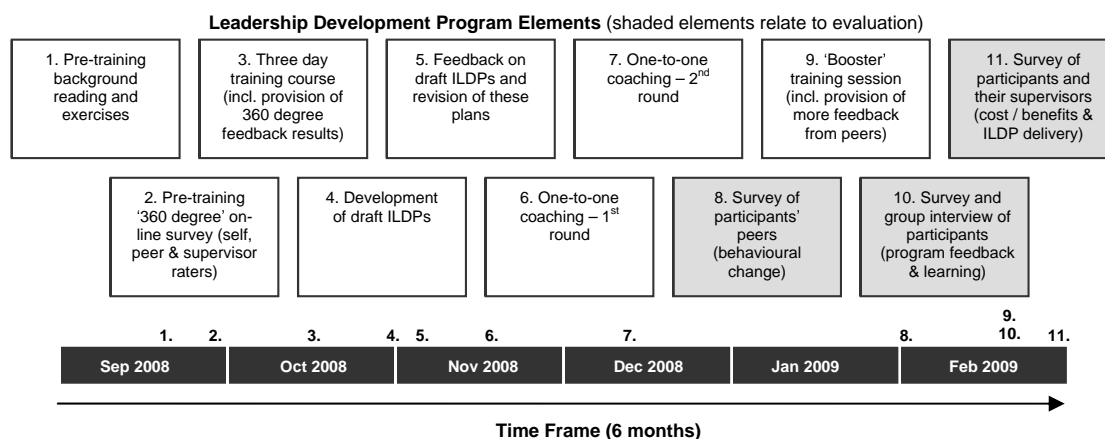 Leadership Development Program Elements (shaded elements relate to evaluation)
1. Pre-training
background
reading and
exercises
3. Three day
training course
(incl. provision of
360 degree
feedback results)
5. Feedback on
draft ILDPs and
revision of these
plans
7. One-to-one
coaching – 2nd
round
9. ‘Booster’
training session
(incl. provision of
more feedback
from peers)
11. Survey of
participants and
their supervisors
(cost / benefits &
ILDP delivery)
2. Pre-training
‘360 degree’ on-
line survey (self,
peer & supervisor
raters)
4. Development
of draft ILDPs
6. One-to-one
coaching – 1st
round
8. Survey of
participants’
peers
(behavioural
change)
10. Survey and
group interview of
participants
(program feedback
& learning)
9.
1. 2. 3. 4. 5. 6. 7. 8. 10. 11.
Sep 2008 Oct 2008 Nov 2008 Dec 2008 Jan 2009 Feb 2009
Time Frame (6 months)